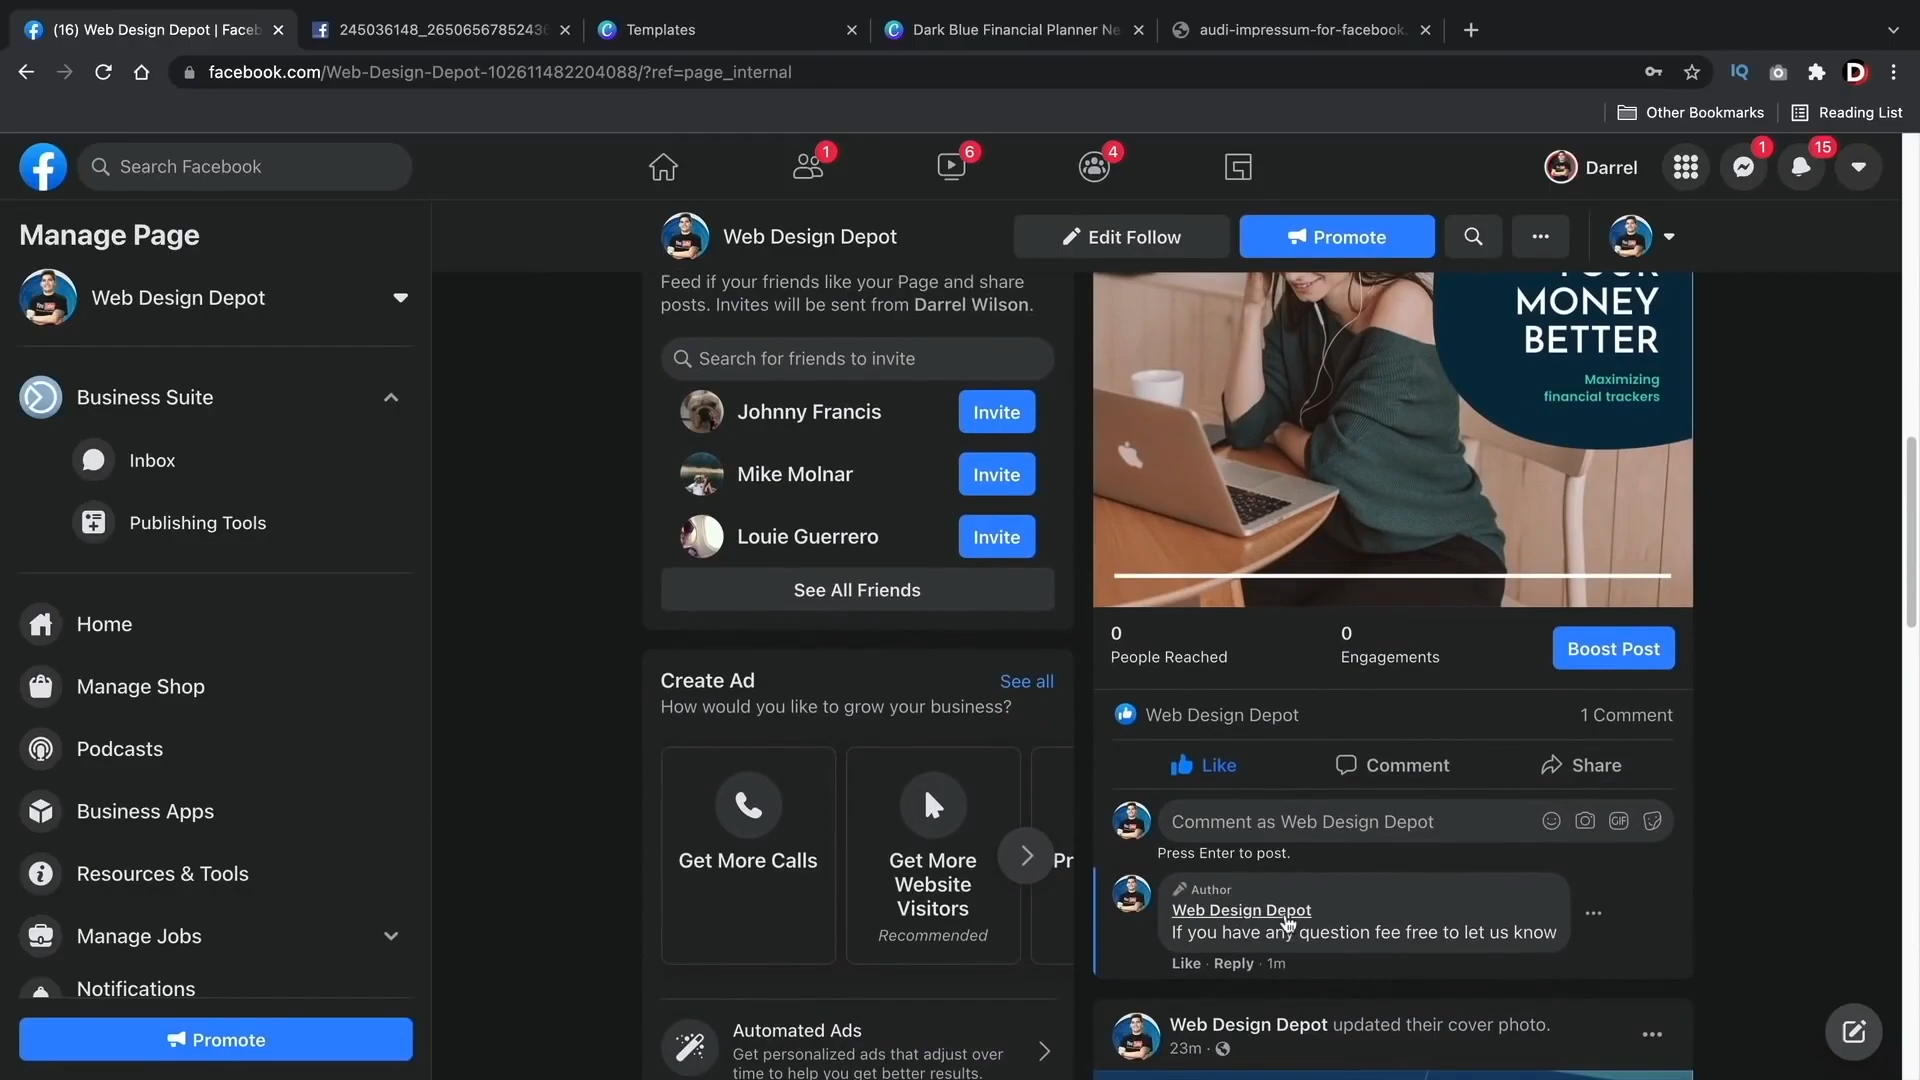 (16) Web Design Depot | Faceb
245036148_26506567852436
Templates
Dark Blue Financial Planner Ne
audi-impressum-for-facebook.
facebook.com/Web-Design-Depot-102611482204088/?ref=page_internal
IQ
D
Other Bookmarks
Reading List
Search Facebook
1
6
4
Darrel
1
15
Manage Page
Web Design Depot
Business Suite
Inbox
Publishing Tools
Home
Manage Shop
Podcasts
Business Apps
Resources & Tools
Manage Jobs
Notifications
Promote
Web Design Depot
Edit Follow
Promote
Feed if your friends like your Page and share
posts. Invites will be sent from Darrel Wilson.
Search for friends to invite
Johnny Francis
Invite
Mike Molnar
Invite
Louie Guerrero
Invite
See All Friends
Create Ad
See all
How would you like to grow your business?
Get More Calls
Get More
Website
Visitors
Recommended
Pr
Automated Ads
Get personalized ads that adjust over
time to help you get better results.
YOUR
MONEY
BETTER
Maximizing
financial trackers
0
People Reached
0
Engagements
Boost Post
Web Design Depot
1 Comment
Like
Comment
Share
Comment as Web Design Depot
GIF
Press Enter to post.
Author
Web Design Depot
If you have any question fee free to let us know
Like · Reply · 1m
Web Design Depot updated their cover photo.
23m ·